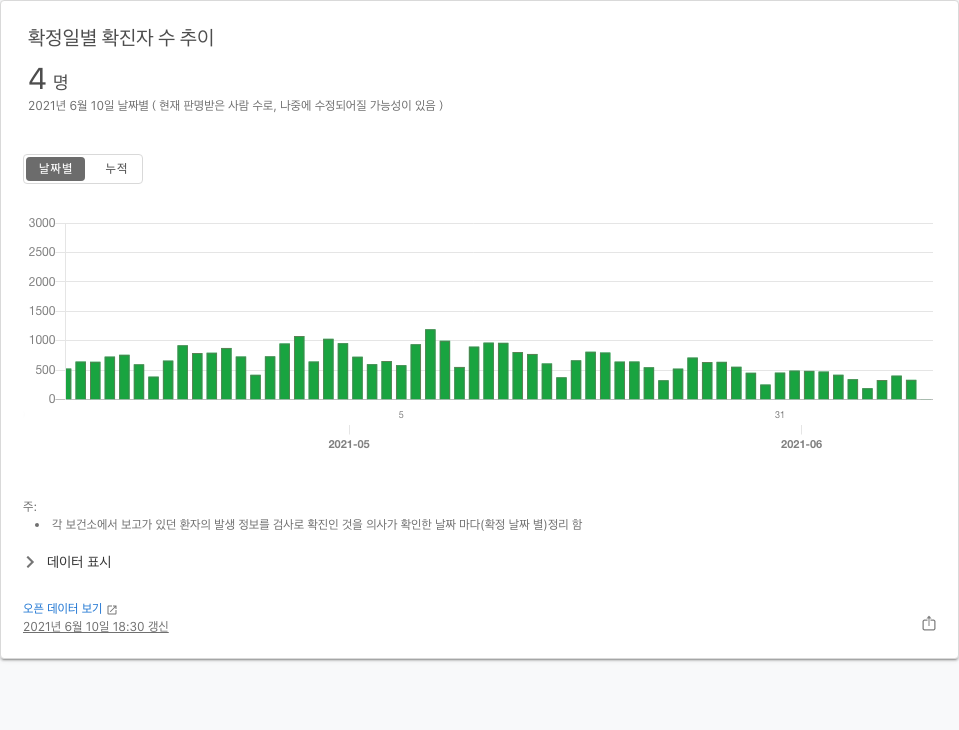 확정일별 확진자 수 추이
4 명
2021년 6월 10일 날짜별 ( 현재 판명받은 사람 수로, 나중에 수정되어질 가능성이 있음 )
날짜별 누적
3000
2500
2000
1500
1000
500
0
5 31
2021-05 2021-06
주:
• 각 보건소에서 보고가 있던 환자의 발생 정보를 검사로 확진인 것을 의사가 확인한 날짜 마다(확정 날짜 별)정리 함
데이터 표시
오픈 데이터 보기
2021년 6월 10일 18:30 갱신